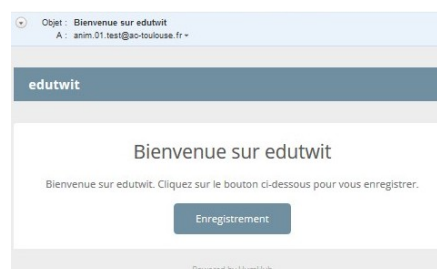 Objet : Bienvenue sur edutwit
A : anim.01.test@ac-toulouse.fr
edutwit
Bienvenue sur edutwit
Bienvenue sur edutwit. Cliquez sur le bouton ci-dessous pour vous enregistrer.
Enregistrement
Powered by HumHub